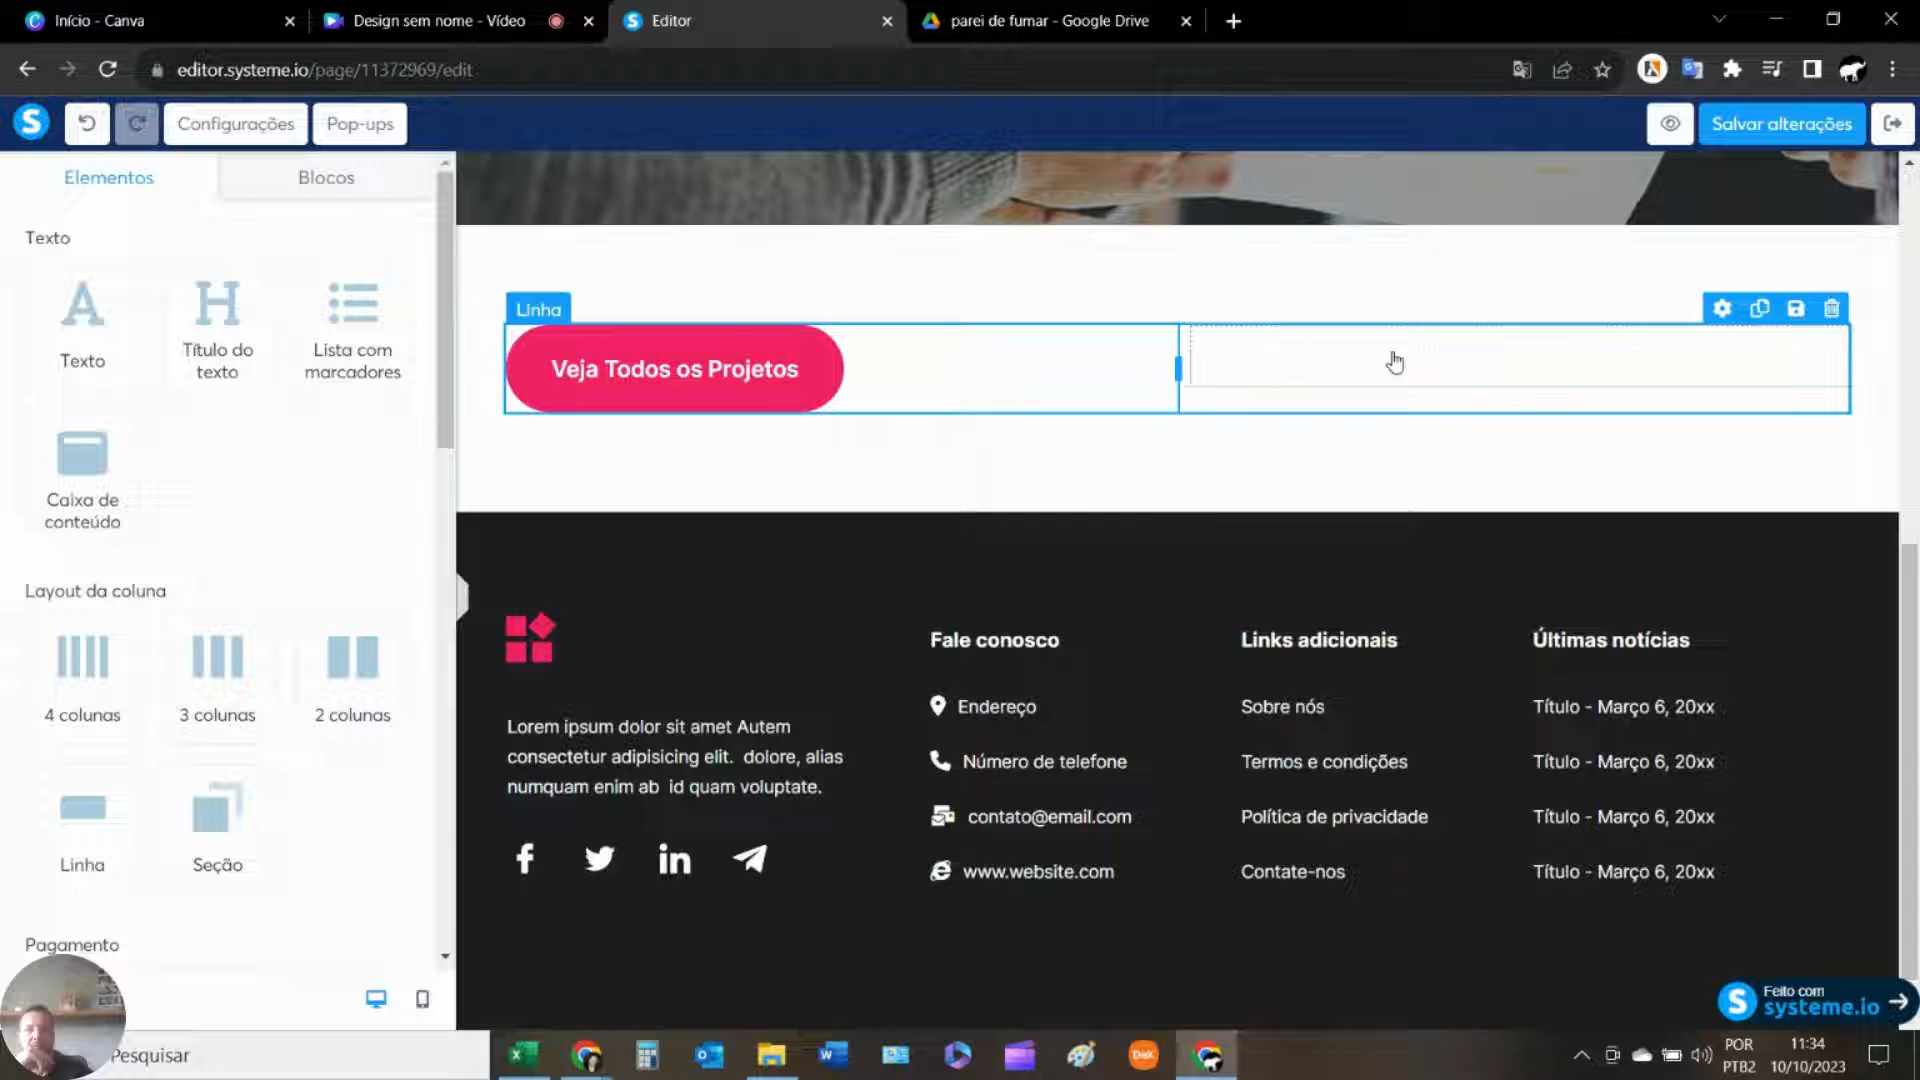 Início - Canva
Design sem nome - Vídeo
Editor
parei de fumar - Google Drive
editor.systeme.io/page/11372969/edit
S
Configurações
Pop-ups
Salvar alterações
Elementos
Blocos
Texto
A
H
Texto
Título do texto
Lista com marcadores
Caixa de conteúdo
Layout da coluna
4 colunas
3 colunas
2 colunas
Linha
Seção
Pagamento
Linha
Veja Todos os Projetos
Lorem ipsum dolor sit amet Autem
consectetur adipisicing elit. dolore, alias
numquam enim ab id quam voluptate.
Fale conosco
Endereço
Número de telefone
contato@email.com
www.website.com
Links adicionais
Sobre nós
Termos e condições
Política de privacidade
Contate-nos
Últimas notícias
Título - Março 6, 20xx
Título - Março 6, 20xx
Título - Março 6, 20xx
Título - Março 6, 20xx
Feito com
systeme.io
Pesquisar
POR
PTB2
11:34
10/10/2023